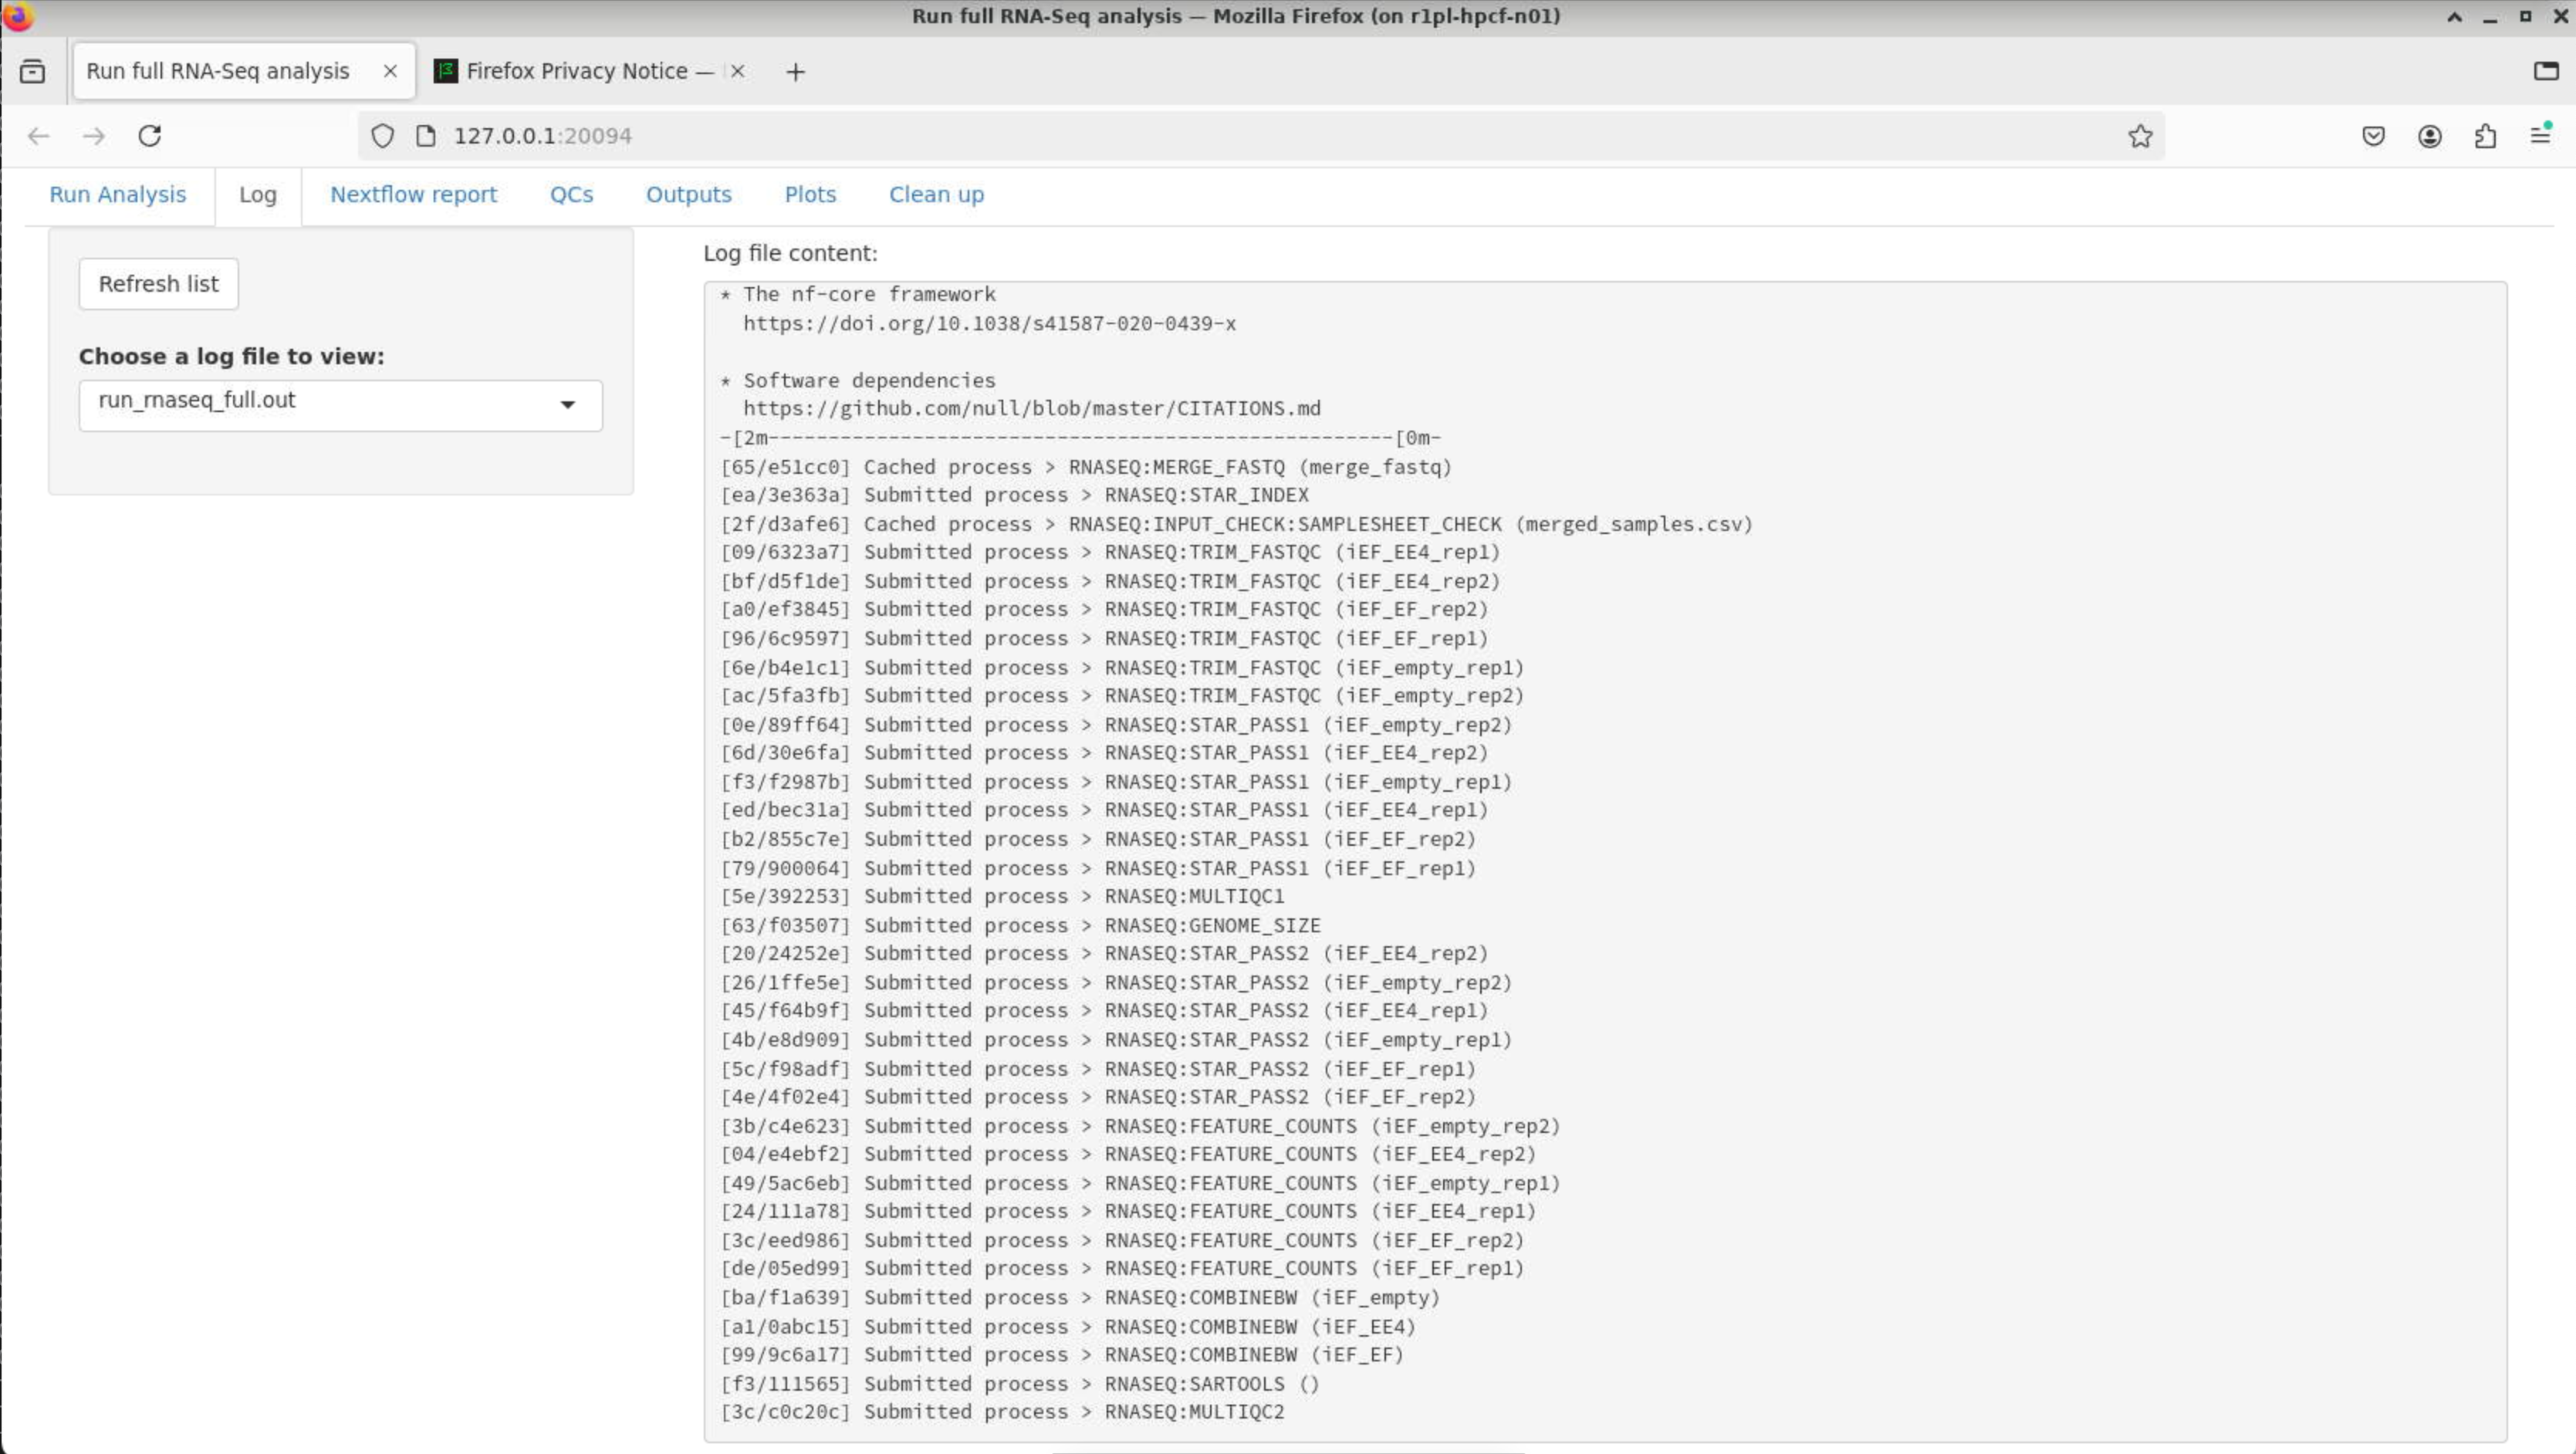 Run full RNA-Seq analysis — Mozilla Firefox (on r1pl-hpcf-n01)
Run full RNA-Seq analysis
Firefox Privacy Notice —
127.0.0.1:20094
Run Analysis Log Nextflow report QCs Outputs Plots Clean up
Refresh list
Choose a log file to view:
run_rnaseq_full.out
Log file content:
* The nf-core framework
https://doi.org/10.1038/s41587-020-0439-x
* Software dependencies
https://github.com/null/blob/master/CITATIONS.md
-[2m----------------------------------------------------[0m-
[65/e51cc0] Cached process > RNASEQ:MERGE_FASTQ (merge_fastq)
[ea/3e363a] Submitted process > RNASEQ:STAR_INDEX
[2f/d3afe6] Cached process > RNASEQ:INPUT_CHECK:SAMPLESHEET_CHECK (merged_samples.csv)
[09/6323a7] Submitted process > RNASEQ:TRIM_FASTQC (iEF_EE4_rep1)
[bf/d5f1de] Submitted process > RNASEQ:TRIM_FASTQC (iEF_EE4_rep2)
[a0/ef3845] Submitted process > RNASEQ:TRIM_FASTQC (iEF_EF_rep2)
[96/6c9597] Submitted process > RNASEQ:TRIM_FASTQC (iEF_EF_rep1)
[6e/b4e1c1] Submitted process > RNASEQ:TRIM_FASTQC (iEF_empty_rep1)
[ac/5fa3fb] Submitted process > RNASEQ:TRIM_FASTQC (iEF_empty_rep2)
[0e/89ff64] Submitted process > RNASEQ:STAR_PASS1 (iEF_empty_rep2)
[6d/30e6fa] Submitted process > RNASEQ:STAR_PASS1 (iEF_EE4_rep2)
[f3/f2987b] Submitted process > RNASEQ:STAR_PASS1 (iEF_empty_rep1)
[ed/bec31a] Submitted process > RNASEQ:STAR_PASS1 (iEF_EE4_rep1)
[b2/855c7e] Submitted process > RNASEQ:STAR_PASS1 (iEF_EF_rep2)
[79/900064] Submitted process > RNASEQ:STAR_PASS1 (iEF_EF_rep1)
[5e/392253] Submitted process > RNASEQ:MULTIQC1
[63/f03507] Submitted process > RNASEQ:GENOME_SIZE
[20/24252e] Submitted process > RNASEQ:STAR_PASS2 (iEF_EE4_rep2)
[26/1ffe5e] Submitted process > RNASEQ:STAR_PASS2 (iEF_empty_rep2)
[45/f64b9f] Submitted process > RNASEQ:STAR_PASS2 (iEF_EE4_rep1)
[4b/e8d909] Submitted process > RNASEQ:STAR_PASS2 (iEF_empty_rep1)
[5c/f98adf] Submitted process > RNASEQ:STAR_PASS2 (iEF_EF_rep1)
[4e/4f02e4] Submitted process > RNASEQ:STAR_PASS2 (iEF_EF_rep2)
[3b/c4e623] Submitted process > RNASEQ:FEATURE_COUNTS (iEF_empty_rep2)
[04/e4ebf2] Submitted process > RNASEQ:FEATURE_COUNTS (iEF_EE4_rep2)
[49/5ac6eb] Submitted process > RNASEQ:FEATURE_COUNTS (iEF_empty_rep1)
[24/111a78] Submitted process > RNASEQ:FEATURE_COUNTS (iEF_EE4_rep1)
[3c/eed986] Submitted process > RNASEQ:FEATURE_COUNTS (iEF_EF_rep2)
[de/05ed99] Submitted process > RNASEQ:FEATURE_COUNTS (iEF_EF_rep1)
[ba/f1a639] Submitted process > RNASEQ:COMBINEBW (iEF_empty)
[a1/0abc15] Submitted process > RNASEQ:COMBINEBW (iEF_EE4)
[99/9c6a17] Submitted process > RNASEQ:COMBINEBW (iEF_EF)
[f3/111565] Submitted process > RNASEQ:SARTOOLS ()
[3c/c0c20c] Submitted process > RNASEQ:MULTIQC2